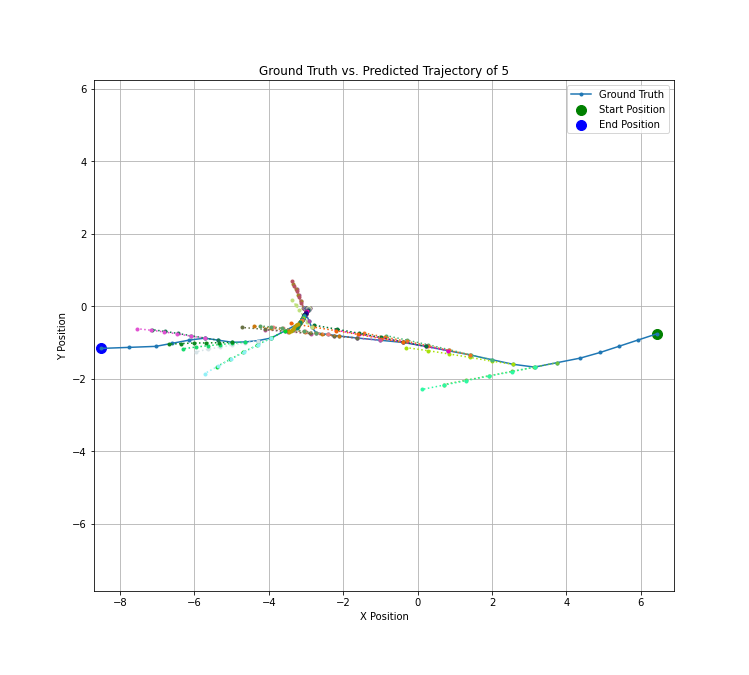 Ground Truth vs. Predicted Trajectory of 5
Ground Truth
Start Position
End Position
6
4
2
0
−2
−4
−6
Y Position
−8
−6
−4
−2
0
2
4
6
X Position